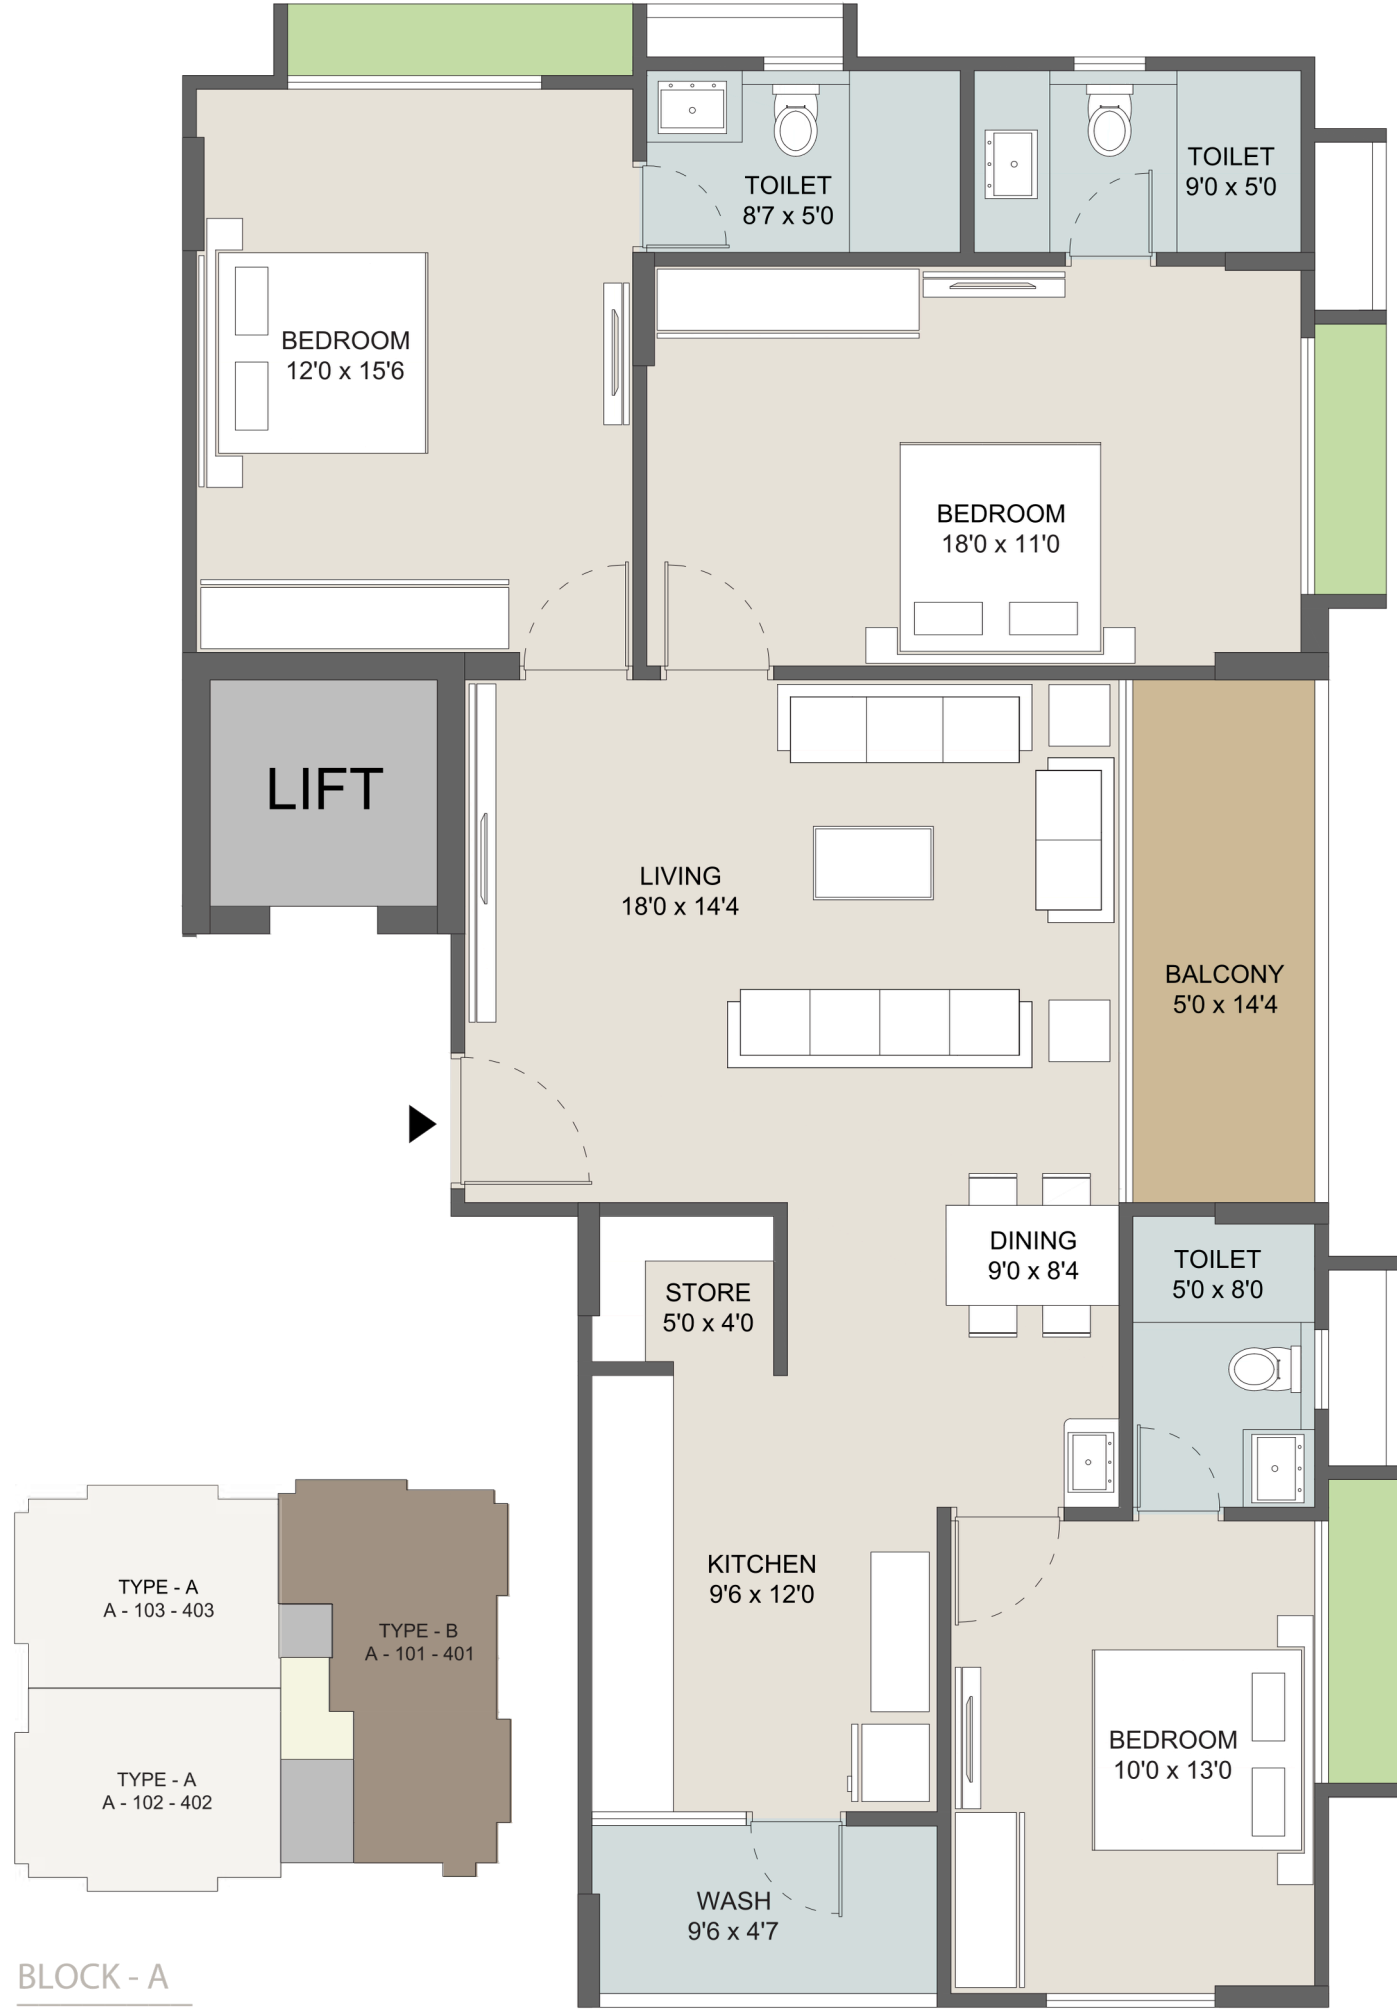 TOILET
8'7 x 5'0
TOILET
9'0 x 5'0
BEDROOM
12'0 x 15'6
BEDROOM
18'0 x 11'0
LIFT
LIVING
18'0 x 14'4
BALCONY
5'0 x 14'4
DINING
9'0 x 8'4
TOILET
5'0 x 8'0
STORE
5'0 x 4'0
KITCHEN
9'6 x 12'0
BEDROOM
10'0 x 13'0
WASH
9'6 x 4'7
TYPE - A
A - 103 - 403
TYPE - B
A - 101 - 401
TYPE - A
A - 102 - 402
BLOCK - A